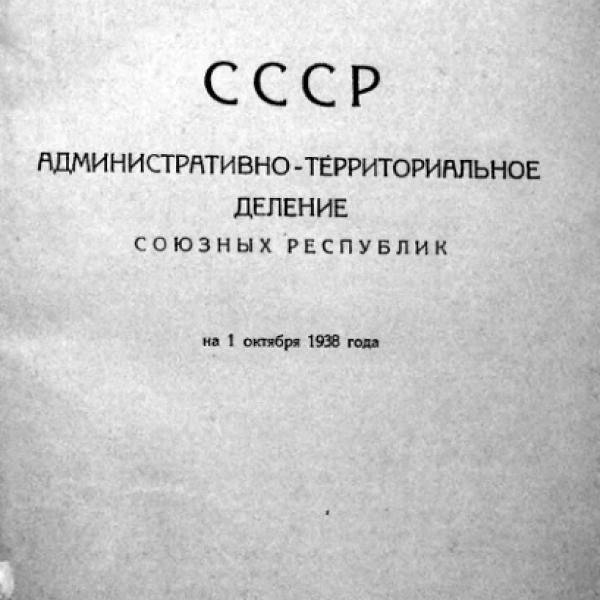 СССР
АДМИНИСТРАТИВНО-ТЕРРИТОРИАЛЬНОЕ
ДЕЛЕНИЕ
СОЮЗНЫХ РЕСПУБЛИК
на 1 октября 1938 года